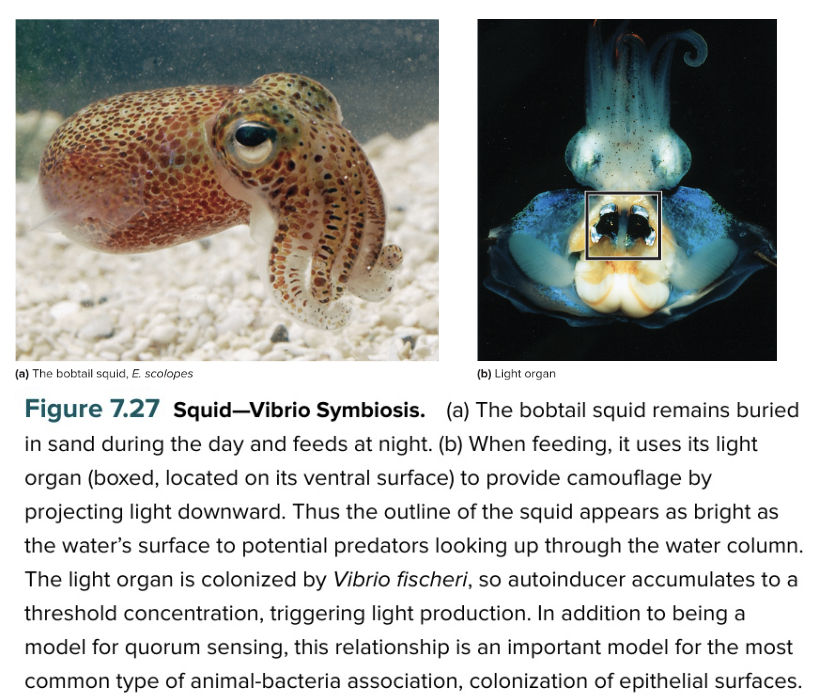 (a) The bobtail squid, E. scolopes
(b) Light organ
Figure 7.27 Squid—Vibrio Symbiosis. (a) The bobtail squid remains buried
in sand during the day and feeds at night. (b) When feeding, it uses its light
organ (boxed, located on its ventral surface) to provide camouflage by
projecting light downward. Thus the outline of the squid appears as bright as
the water’s surface to potential predators looking up through the water column.
The light organ is colonized by Vibrio fischeri, so autoinducer accumulates to a
threshold concentration, triggering light production. In addition to being a
model for quorum sensing, this relationship is an important model for the most
common type of animal-bacteria association, colonization of epithelial surfaces.